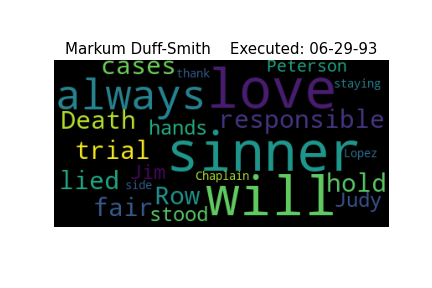 Markum Duff-Smith    Executed: 06-29-93
cases thank Peterson
always love staying
Death hands responsible
trial sinner Lopez
lied Jim side Chaplain Row will hold
fair stood Judy